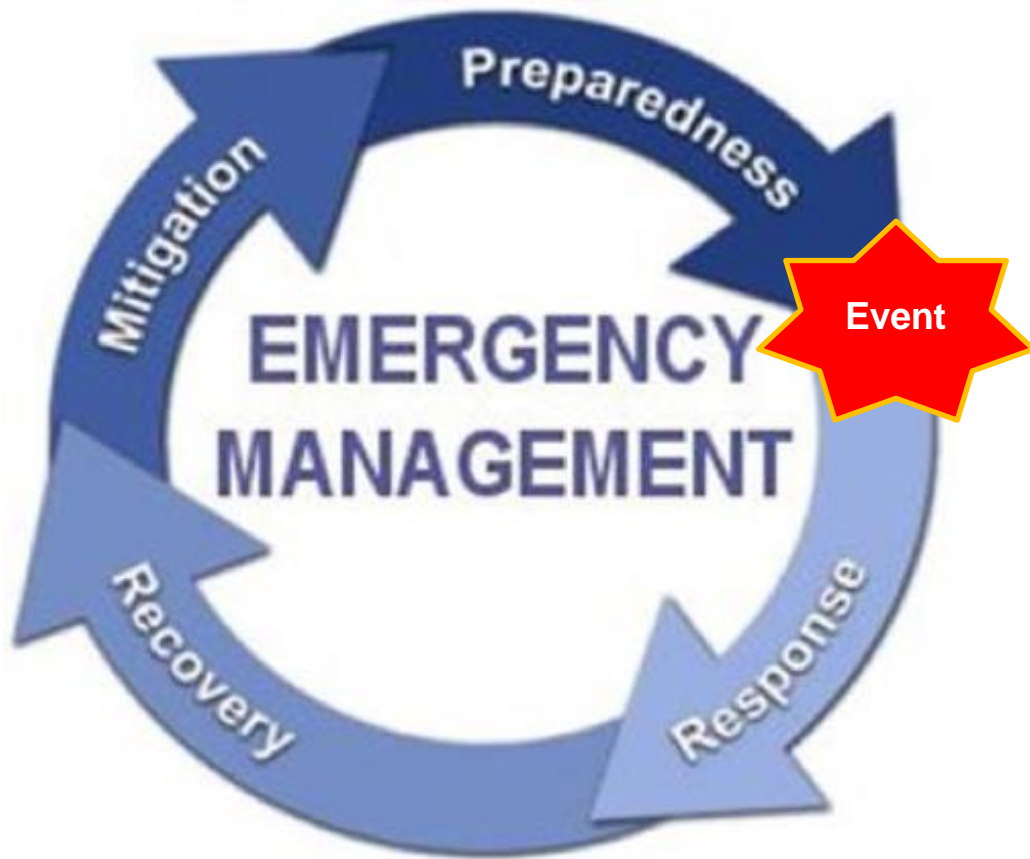 Preparedness
Mitigation
Event
EMERGENCY
MANAGEMENT
Response
Recovery